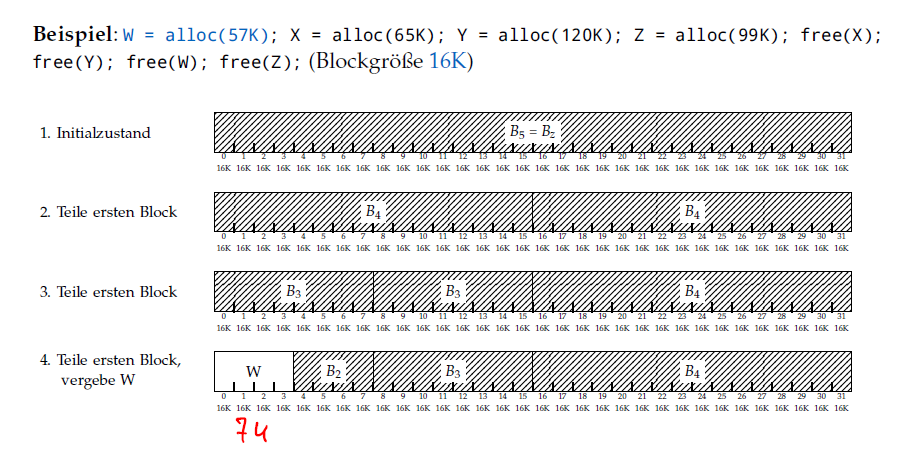 Beispiel: W = alloc(57K); X = alloc(65K); Y = alloc(120K); Z = alloc(99K); free(X);
free(Y); free(W); free(Z); (Blockgröße 16K)
1. Initialzustand
B5 = Bz
0 1 2 3 4 5 6 7 8 9 10 11 12 13 14 15 16 17 18 19 20 21 22 23 24 25 26 27 28 29 30 31
16K 16K 16K 16K 16K 16K 16K 16K 16K 16K 16K 16K 16K 16K 16K 16K 16K 16K 16K 16K 16K 16K 16K 16K 16K 16K 16K 16K 16K 16K 16K 16K
2. Teile ersten Block
B4 B4
0 1 2 3 4 5 6 7 8 9 10 11 12 13 14 15 16 17 18 19 20 21 22 23 24 25 26 27 28 29 30 31
16K 16K 16K 16K 16K 16K 16K 16K 16K 16K 16K 16K 16K 16K 16K 16K 16K 16K 16K 16K 16K 16K 16K 16K 16K 16K 16K 16K 16K 16K 16K 16K
3. Teile ersten Block
B3 B3 B4
0 1 2 3 4 5 6 7 8 9 10 11 12 13 14 15 16 17 18 19 20 21 22 23 24 25 26 27 28 29 30 31
16K 16K 16K 16K 16K 16K 16K 16K 16K 16K 16K 16K 16K 16K 16K 16K 16K 16K 16K 16K 16K 16K 16K 16K 16K 16K 16K 16K 16K 16K 16K 16K
4. Teile ersten Block,
vergebe W
W B2 B3 B4
0 1 2 3 4 5 6 7 8 9 10 11 12 13 14 15 16 17 18 19 20 21 22 23 24 25 26 27 28 29 30 31
16K 16K 16K 16K 16K 16K 16K 16K 16K 16K 16K 16K 16K 16K 16K 16K 16K 16K 16K 16K 16K 16K 16K 16K 16K 16K 16K 16K 16K 16K 16K 16K
74